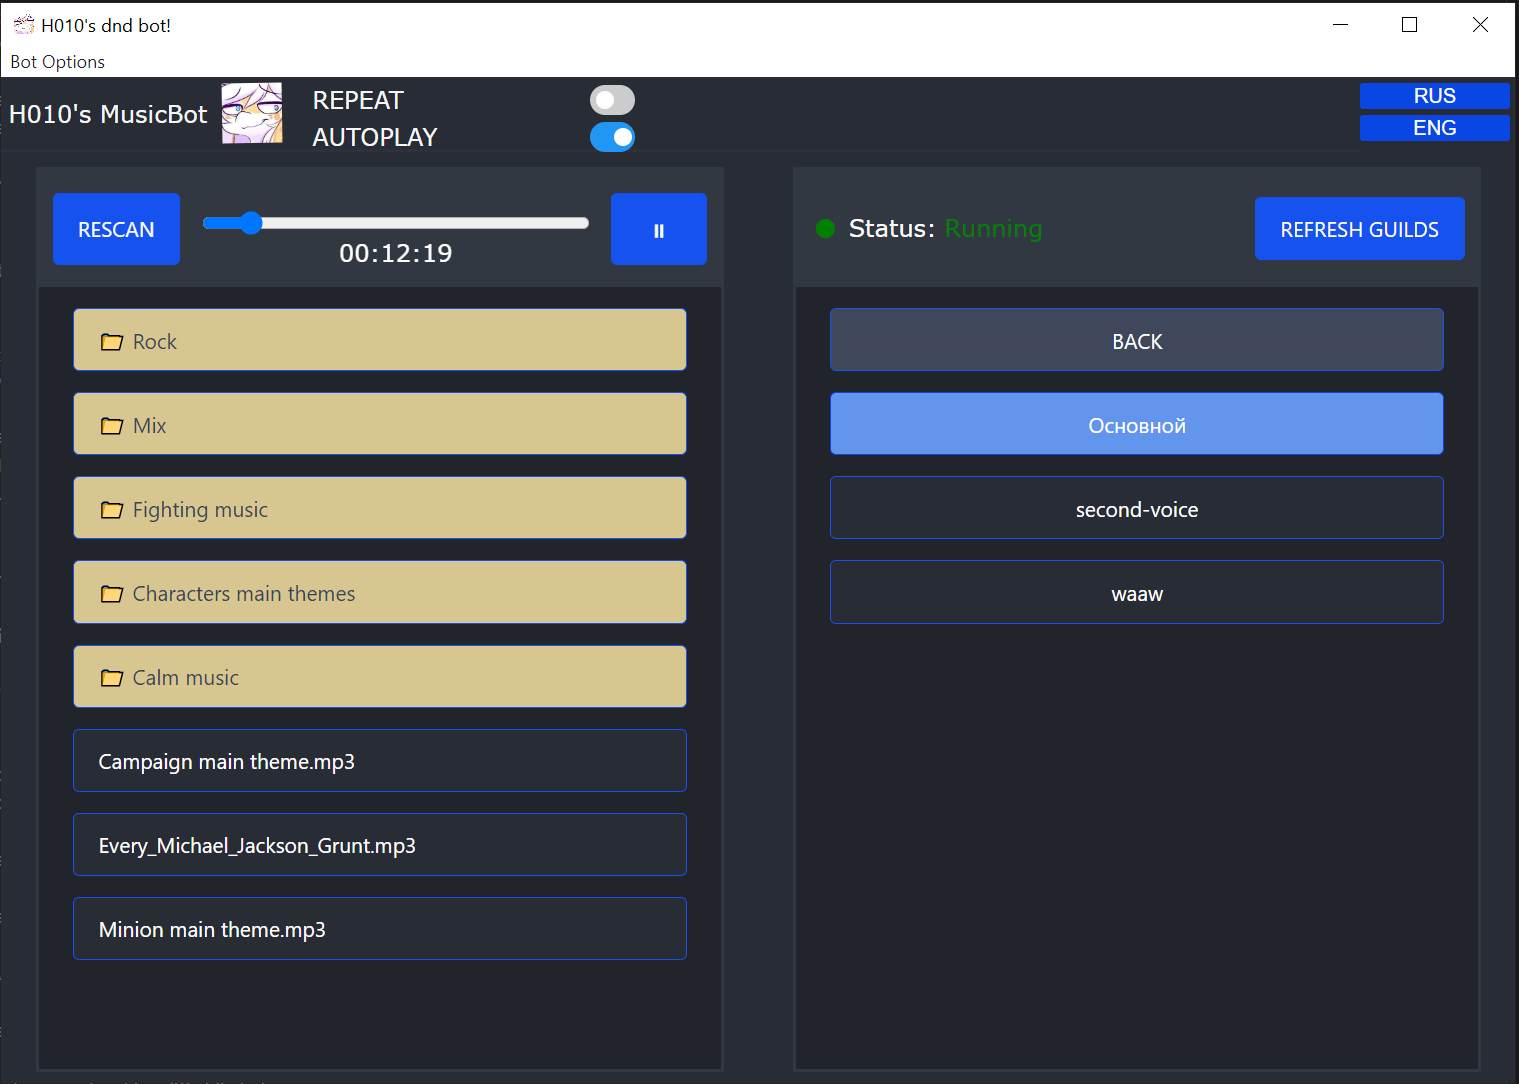 H010's dnd bot!
Bot Options
H010's MusicBot
REPEAT
AUTOPLAY
RUS
ENG
RESCAN
00:12:19
Rock
Mix
Fighting music
Characters main themes
Calm music
Campaign main theme.mp3
Every_Michael_Jackson_Grunt.mp3
Minion main theme.mp3
Status: Running
REFRESH GUILDS
BACK
Основной
second-voice
waaw